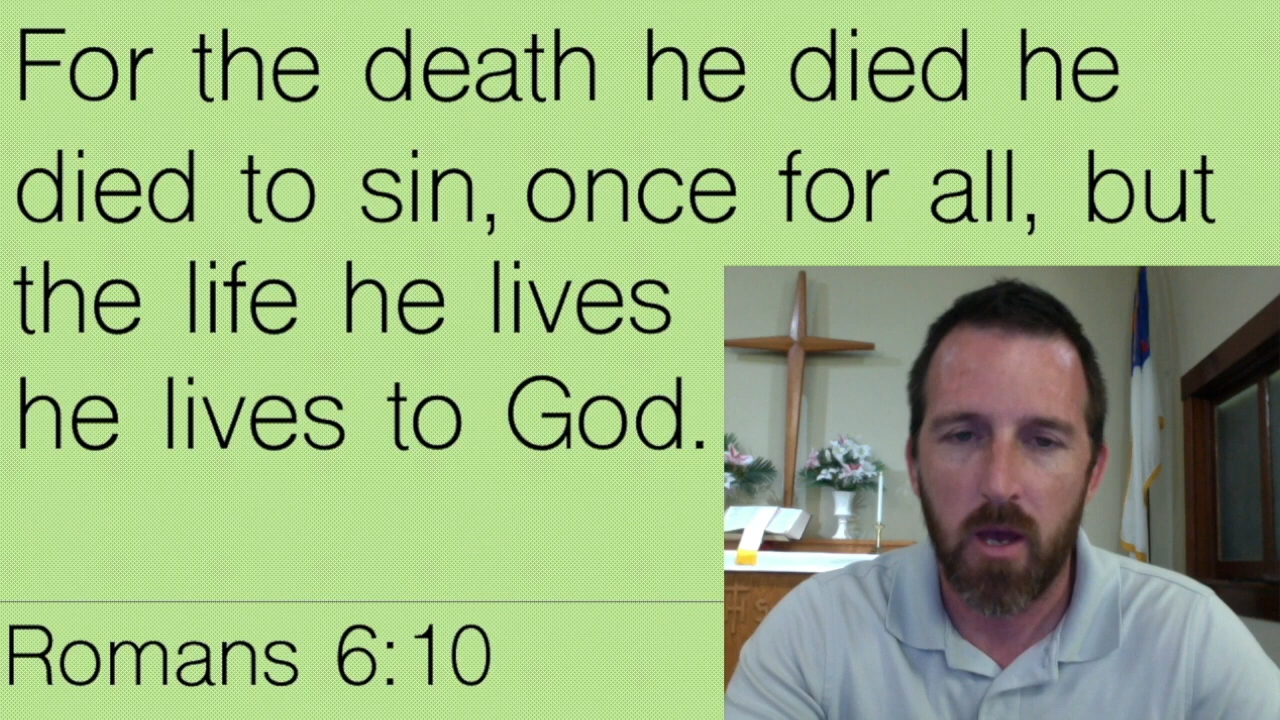 For the death he died he
died to sin, once for all, but
the life he lives
he lives to God.
Romans 6:10